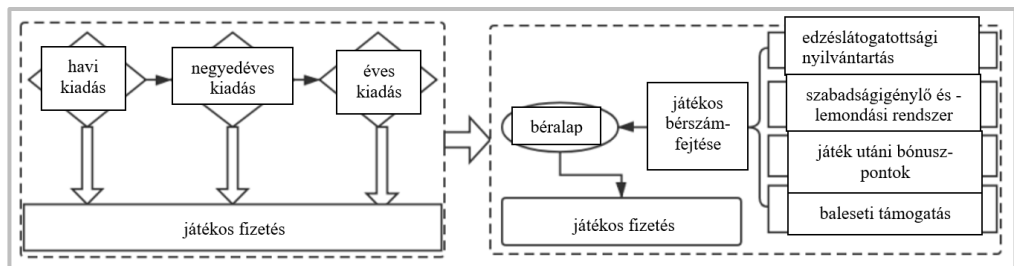 havi
kiadás
negyedéves
kiadás
éves
kiadás
játékos fizetés
béralap
játékos
bérszám-
fejtése
játékos fizetés
edzéslátogatottsági
nyilvántartás
szabadságigénylő és -
lemondási rendszer
játék utáni bónusz-
pontok
baleseti támogatás